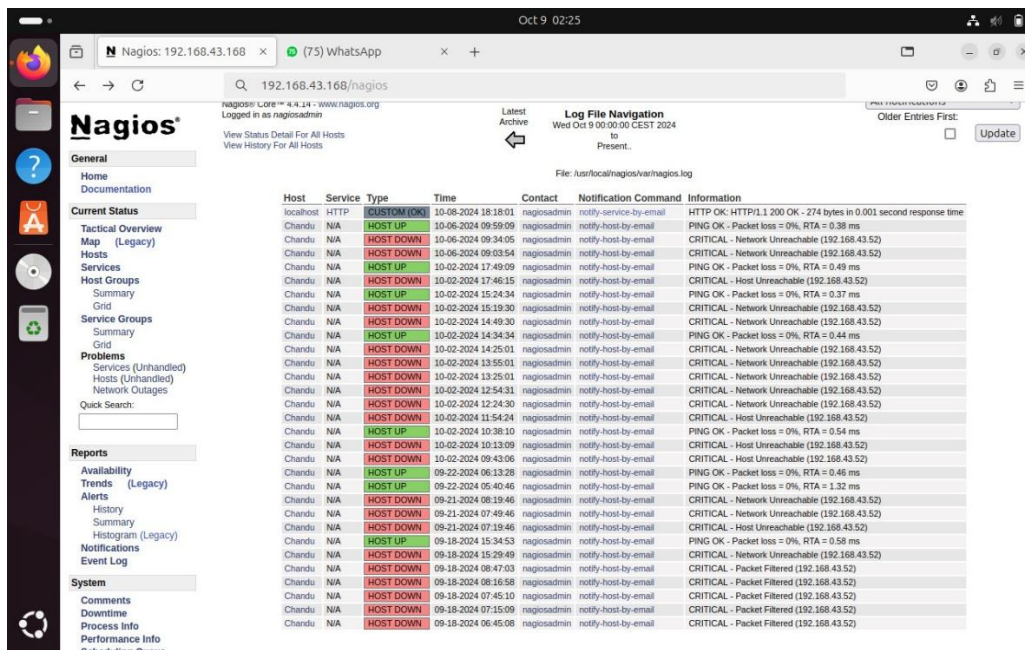 Oct 9 02:25
Nagios: 192.168.43.168
(75) WhatsApp
192.168.43.168/nagios
Nagios® Core™ 4.4.14 - www.nagios.org
Logged in as nagiosadmin
View Status Detail For All Hosts
View History For All Hosts
Latest
Archive
Log File Navigation
Wed Oct 9 00:00:00 CEST 2024
to
Present..
File: /usr/local/nagios/var/nagios.log
All notifications
Older Entries First:
Update
Nagios®
General
Home
Documentation
Current Status
Tactical Overview
Map (Legacy)
Hosts
Services
Host Groups
Summary
Grid
Service Groups
Summary
Grid
Problems
Services (Unhandled)
Hosts (Unhandled)
Network Outages
Quick Search:
Reports
Availability
Trends (Legacy)
Alerts
History
Summary
Histogram (Legacy)
Notifications
Event Log
System
Comments
Downtime
Process Info
Performance Info
Scheduling Queue
Host Service Type Time Contact Notification Command Information
localhost HTTP CUSTOM (OK) 10-08-2024 18:18:01 nagiosadmin notify-service-by-email HTTP OK: HTTP/1.1 200 OK - 274 bytes in 0.001 second response time
Chandu N/A HOST UP 10-06-2024 09:59:09 nagiosadmin notify-host-by-email PING OK - Packet loss = 0%, RTA = 0.38 ms
Chandu N/A HOST DOWN 10-06-2024 09:34:05 nagiosadmin notify-host-by-email CRITICAL - Network Unreachable (192.168.43.52)
Chandu N/A HOST DOWN 10-06-2024 09:03:54 nagiosadmin notify-host-by-email CRITICAL - Network Unreachable (192.168.43.52)
Chandu N/A HOST UP 10-02-2024 17:49:09 nagiosadmin notify-host-by-email PING OK - Packet loss = 0%, RTA = 0.49 ms
Chandu N/A HOST DOWN 10-02-2024 17:46:15 nagiosadmin notify-host-by-email CRITICAL - Host Unreachable (192.168.43.52)
Chandu N/A HOST UP 10-02-2024 15:24:34 nagiosadmin notify-host-by-email PING OK - Packet loss = 0%, RTA = 0.37 ms
Chandu N/A HOST DOWN 10-02-2024 15:19:30 nagiosadmin notify-host-by-email CRITICAL - Network Unreachable (192.168.43.52)
Chandu N/A HOST DOWN 10-02-2024 14:49:30 nagiosadmin notify-host-by-email CRITICAL - Network Unreachable (192.168.43.52)
Chandu N/A HOST UP 10-02-2024 14:34:34 nagiosadmin notify-host-by-email PING OK - Packet loss = 0%, RTA = 0.44 ms
Chandu N/A HOST DOWN 10-02-2024 14:25:01 nagiosadmin notify-host-by-email CRITICAL - Network Unreachable (192.168.43.52)
Chandu N/A HOST DOWN 10-02-2024 13:55:01 nagiosadmin notify-host-by-email CRITICAL - Network Unreachable (192.168.43.52)
Chandu N/A HOST DOWN 10-02-2024 13:25:01 nagiosadmin notify-host-by-email CRITICAL - Network Unreachable (192.168.43.52)
Chandu N/A HOST DOWN 10-02-2024 12:54:31 nagiosadmin notify-host-by-email CRITICAL - Network Unreachable (192.168.43.52)
Chandu N/A HOST DOWN 10-02-2024 12:24:30 nagiosadmin notify-host-by-email CRITICAL - Network Unreachable (192.168.43.52)
Chandu N/A HOST DOWN 10-02-2024 11:54:24 nagiosadmin notify-host-by-email CRITICAL - Host Unreachable (192.168.43.52)
Chandu N/A HOST UP 10-02-2024 10:38:10 nagiosadmin notify-host-by-email PING OK - Packet loss = 0%, RTA = 0.54 ms
Chandu N/A HOST DOWN 10-02-2024 10:13:09 nagiosadmin notify-host-by-email CRITICAL - Host Unreachable (192.168.43.52)
Chandu N/A HOST DOWN 10-02-2024 09:43:06 nagiosadmin notify-host-by-email CRITICAL - Host Unreachable (192.168.43.52)
Chandu N/A HOST UP 09-22-2024 06:13:28 nagiosadmin notify-host-by-email PING OK - Packet loss = 0%, RTA = 0.46 ms
Chandu N/A HOST UP 09-22-2024 05:40:46 nagiosadmin notify-host-by-email PING OK - Packet loss = 0%, RTA = 1.32 ms
Chandu N/A HOST DOWN 09-21-2024 08:19:46 nagiosadmin notify-host-by-email CRITICAL - Network Unreachable (192.168.43.52)
Chandu N/A HOST DOWN 09-21-2024 07:49:46 nagiosadmin notify-host-by-email CRITICAL - Network Unreachable (192.168.43.52)
Chandu N/A HOST DOWN 09-21-2024 07:19:46 nagiosadmin notify-host-by-email CRITICAL - Host Unreachable (192.168.43.52)
Chandu N/A HOST UP 09-18-2024 15:34:53 nagiosadmin notify-host-by-email PING OK - Packet loss = 0%, RTA = 0.58 ms
Chandu N/A HOST DOWN 09-18-2024 15:29:49 nagiosadmin notify-host-by-email CRITICAL - Network Unreachable (192.168.43.52)
Chandu N/A HOST DOWN 09-18-2024 08:47:03 nagiosadmin notify-host-by-email CRITICAL - Packet Filtered (192.168.43.52)
Chandu N/A HOST DOWN 09-18-2024 08:16:58 nagiosadmin notify-host-by-email CRITICAL - Packet Filtered (192.168.43.52)
Chandu N/A HOST DOWN 09-18-2024 07:45:10 nagiosadmin notify-host-by-email CRITICAL - Packet Filtered (192.168.43.52)
Chandu N/A HOST DOWN 09-18-2024 07:15:09 nagiosadmin notify-host-by-email CRITICAL - Packet Filtered (192.168.43.52)
Chandu N/A HOST DOWN 09-18-2024 06:45:08 nagiosadmin notify-host-by-email CRITICAL - Packet Filtered (192.168.43.52)